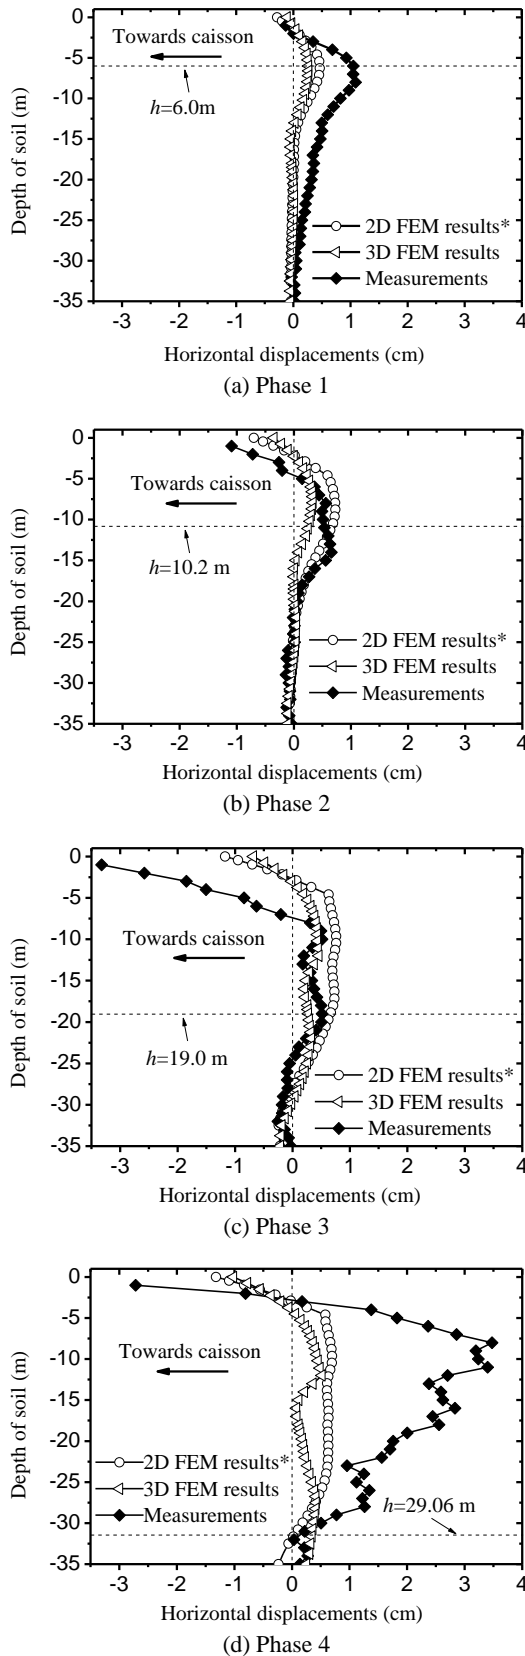 0
Towards caisson
-5
h=6.0m
-10
-15
-20
2D FEM results*
-25
3D FEM results
-30
Measurements
-35
-3 -2 -1 0 1 2 3 4
Depth of soil (m)
Horizontal displacements (cm)
(a) Phase 1
0
-5
Towards caisson
-10
h=10.2 m
-15
-20
2D FEM results*
-25
3D FEM results
-30
Measurements
-35
-3 -2 -1 0 1 2 3 4
Depth of soil (m)
Horizontal displacements (cm)
(b) Phase 2
0
-5
Towards caisson
-10
-15
-20
h=19.0 m
-25
2D FEM results*
-30
3D FEM results
Measurements
-35
-3 -2 -1 0 1 2 3 4
Depth of soil (m)
Horizontal displacements (cm)
(c) Phase 3
0
-5
Towards caisson
-10
-15
-20
2D FEM results*
-25
3D FEM results
Measurements
h=29.06 m
-30
-35
-3 -2 -1 0 1 2 3 4
Depth of soil (m)
Horizontal displacements (cm)
(d) Phase 4